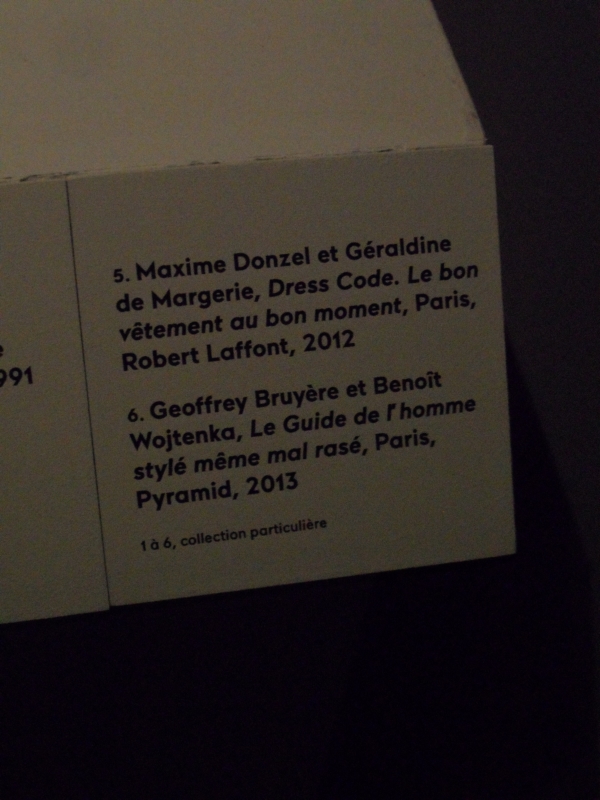 e
991
5. Maxime Donzel et Géraldine
de Margerie, Dress Code. Le bon
vêtement au bon moment, Paris,
Robert Laffont, 2012
6. Geoffrey Bruyère et Benoît
Wojtenka, Le Guide de l'homme
stylé même mal rasé, Paris,
Pyramid, 2013
1 à 6, collection particulière